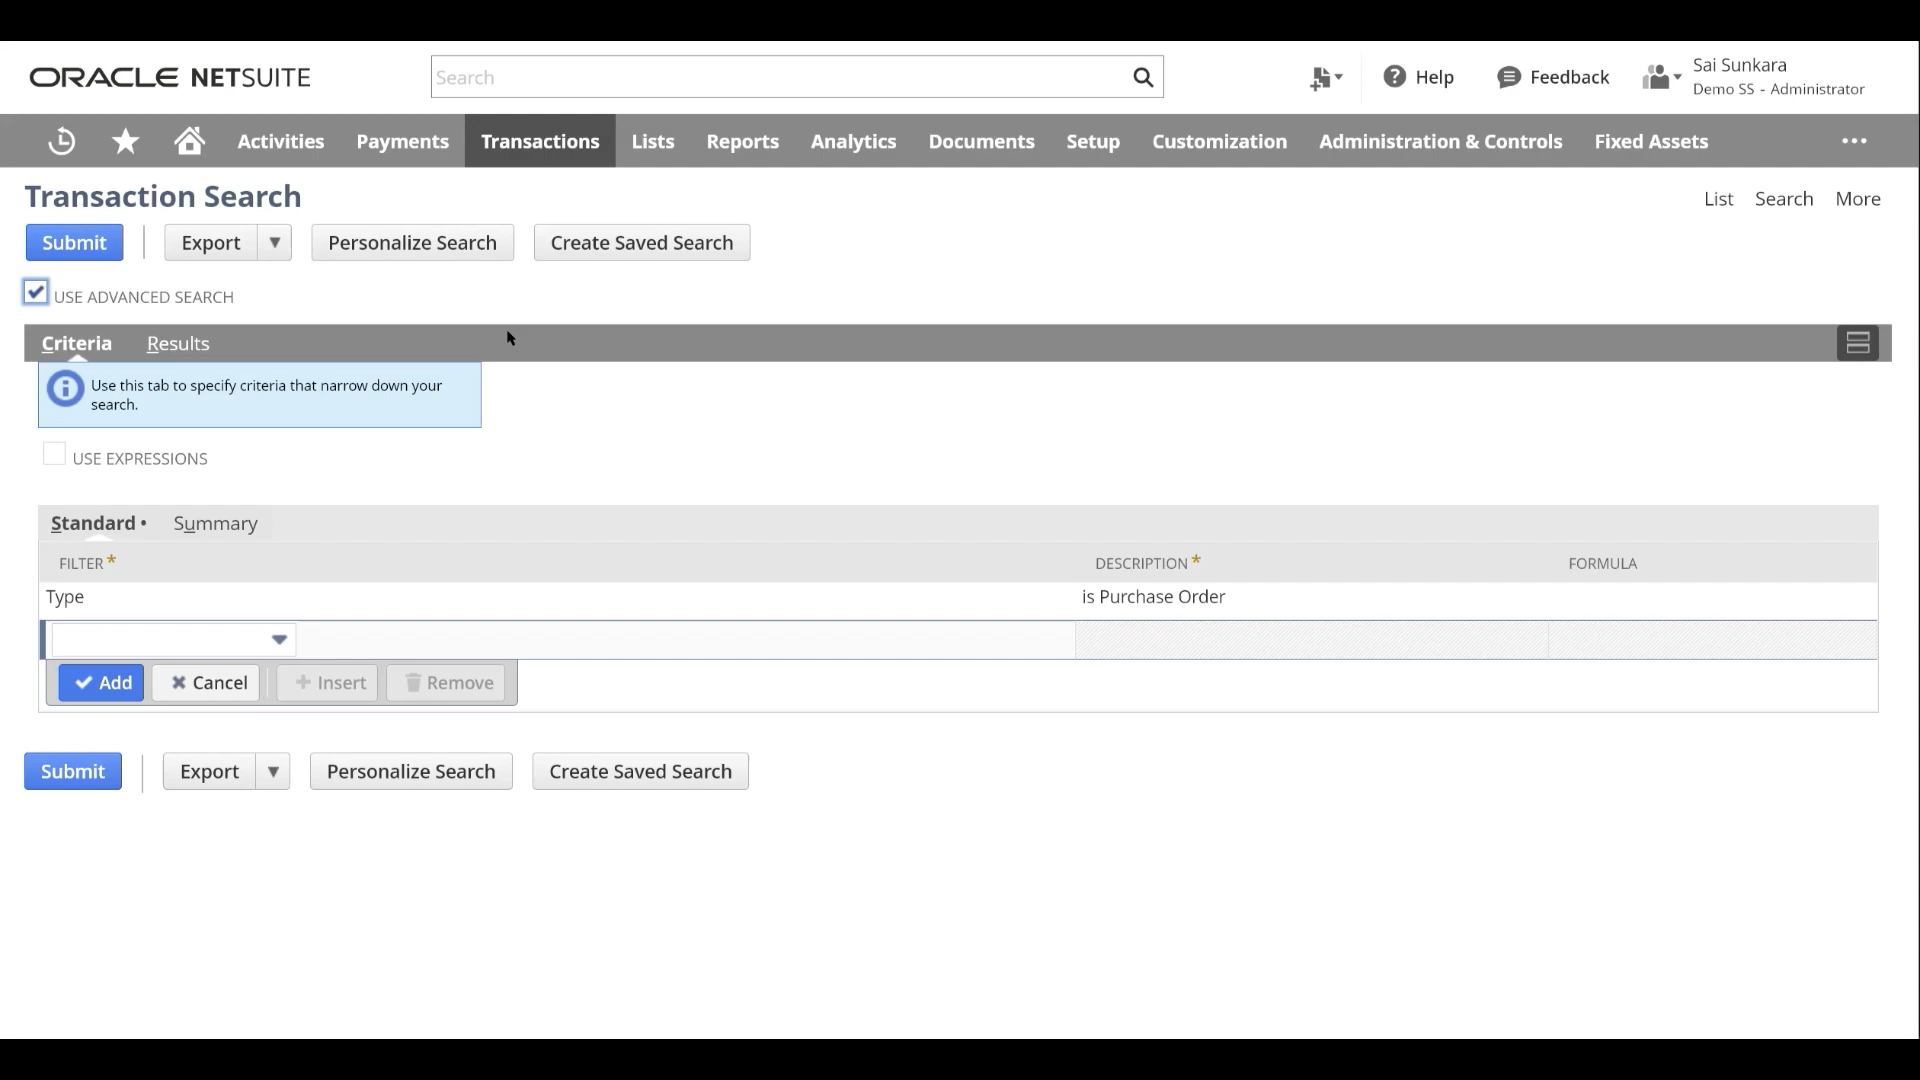 ORACLE NETSUITE
Search
Help
Feedback
Sai Sunkara
Demo SS - Administrator
Activities Payments Transactions Lists Reports Analytics Documents Setup Customization Administration & Controls Fixed Assets
Transaction Search
List Search More
Submit Export Personalize Search Create Saved Search
USE ADVANCED SEARCH
Criteria Results
Use this tab to specify criteria that narrow down your
search.
USE EXPRESSIONS
Standard • Summary
FILTER * DESCRIPTION * FORMULA
Type is Purchase Order
Add Cancel Insert Remove
Submit Export Personalize Search Create Saved Search